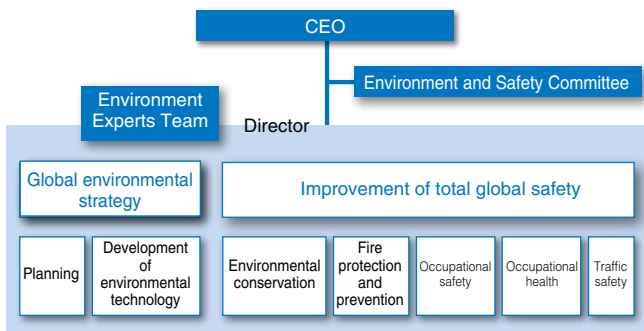 CEO
Environment and Safety Committee
Environment
Experts Team
Director
Global environmental
strategy
Improvement of total global safety
Planning
Development
of
environmental
technology
Environmental
conservation
Fire
protection
and
prevention
Occupational
safety
Occupational
health
Traffic
safety